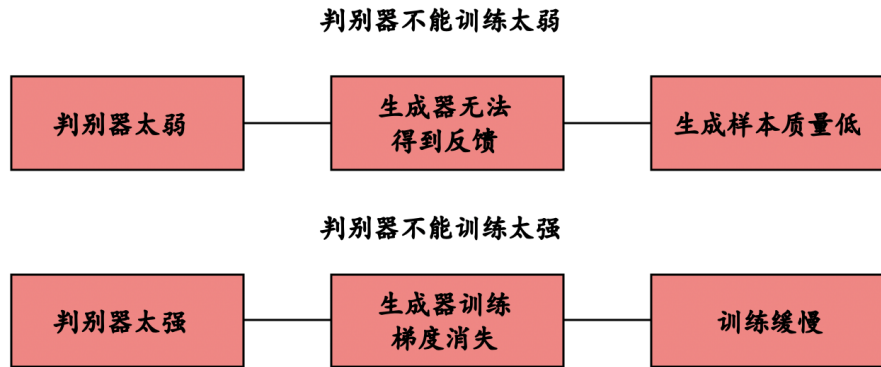 判别器不能训练太弱
判别器太弱
生成器无法
得到反馈
生成样本质量低
判别器不能训练太强
判别器太强
生成器训练
梯度消失
训练缓慢